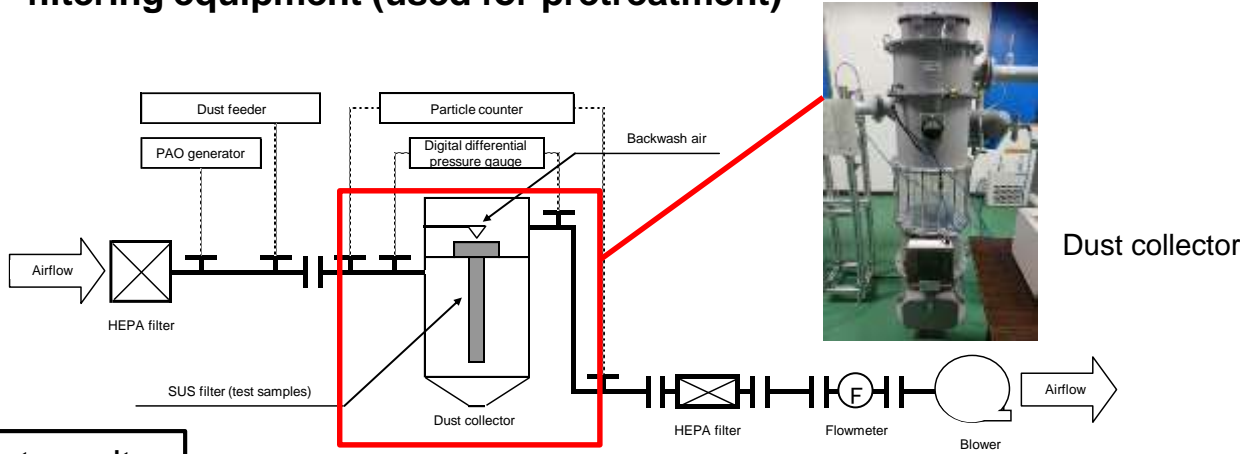 filtering equipment (used for pretreatment)
Dust feeder
Particle counter
Backwash air
PAO generator
Digital differential
pressure gauge
Dust collector
Airflow
HEPA filter
SUS filter (test samples)
Dust collector
F
HEPA filter
Flowmeter
Blower
Airflow